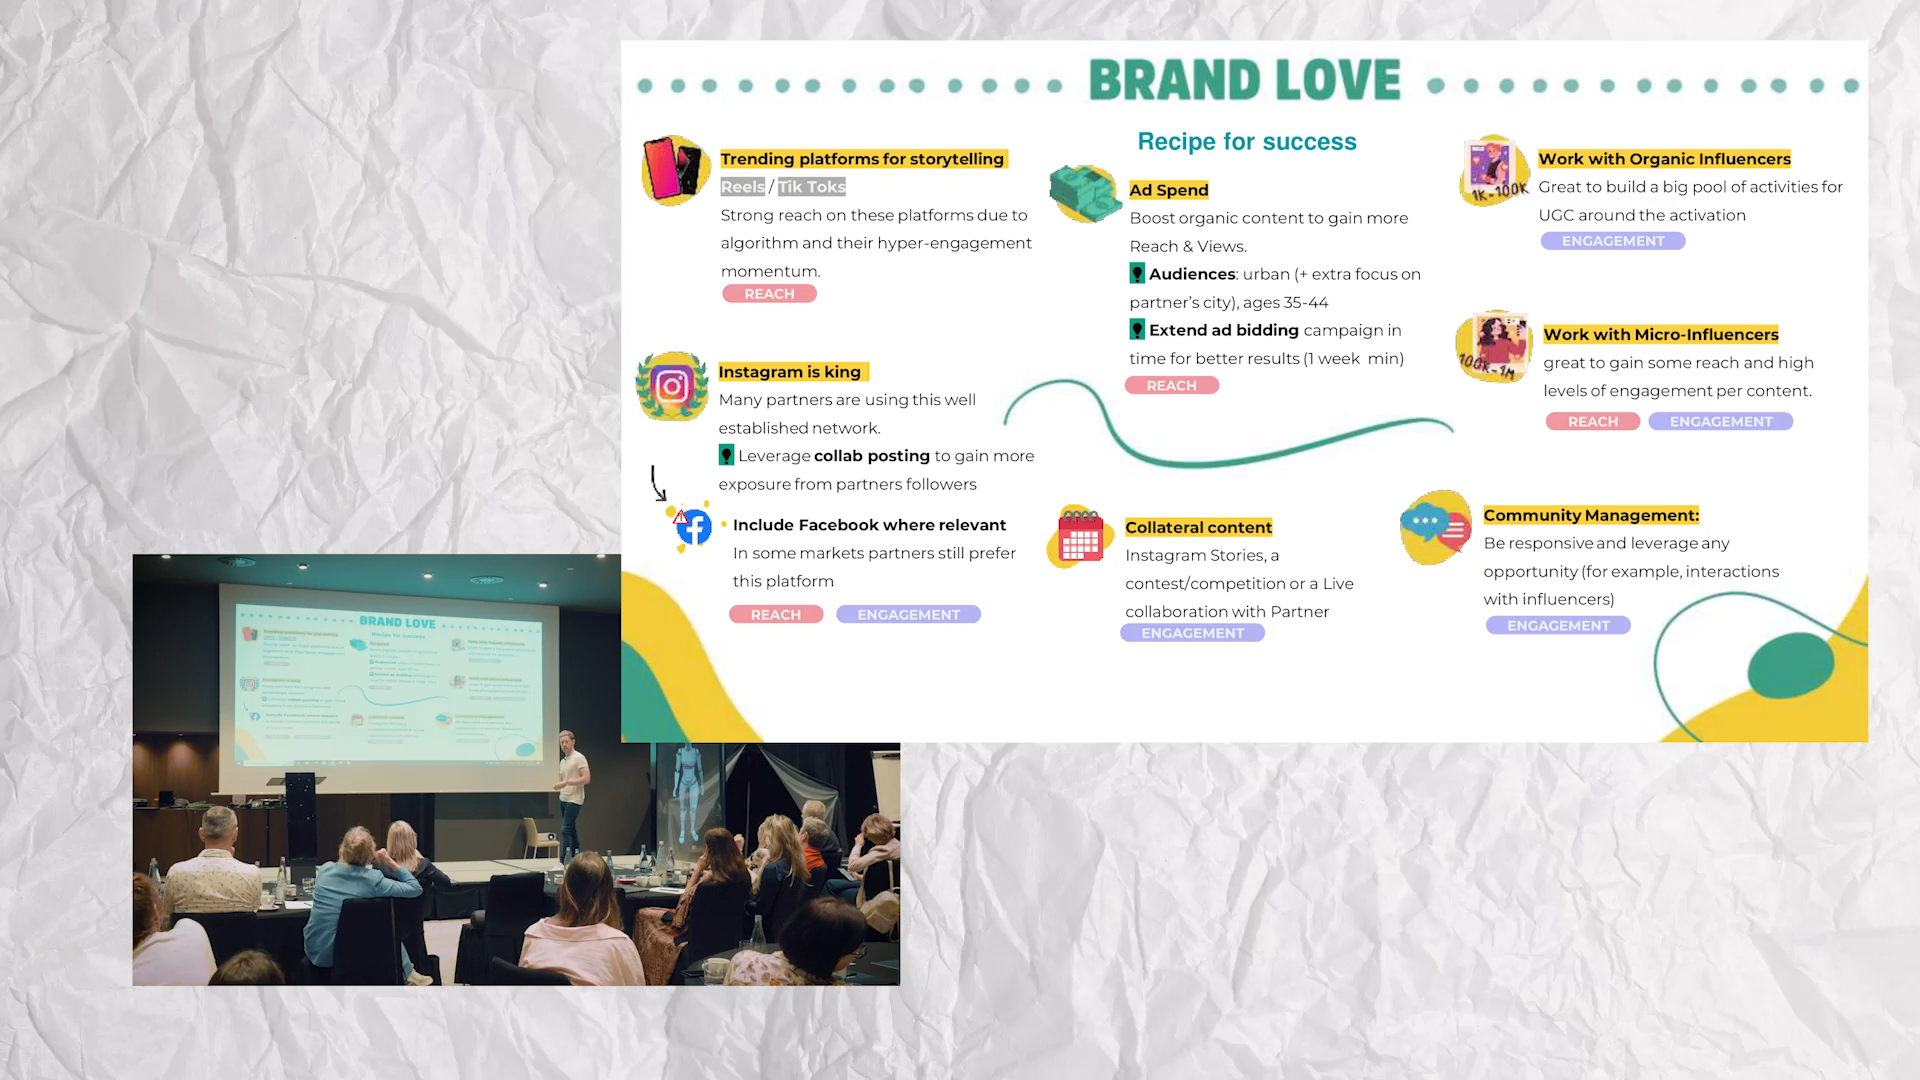 BRAND LOVE
Recipe for success
Trending platforms for storytelling
Reels / Tik Toks
Strong reach on these platforms due to
algorithm and their hyper-engagement
momentum.
REACH
Instagram is king
Many partners are using this well
established network.
Leverage collab posting to gain more
exposure from partners followers
Include Facebook where relevant
In some markets partners still prefer
this platform
REACH ENGAGEMENT
Ad Spend
Boost organic content to gain more
Reach & Views.
Audiences: urban (+ extra focus on
partner's city), ages 35-44
Extend ad bidding campaign in
time for better results (1 week min)
REACH
Collateral content
Instagram Stories, a
contest/competition or a Live
collaboration with Partner
ENGAGEMENT
1K-100K
Work with Organic Influencers
Great to build a big pool of activities for
UGC around the activation
ENGAGEMENT
100K-1M
Work with Micro-Influencers
great to gain some reach and high
levels of engagement per content.
REACH ENGAGEMENT
Community Management:
Be responsive and leverage any
opportunity (for example, interactions
with influencers)
ENGAGEMENT
BRAND LOVE
Recipe for success